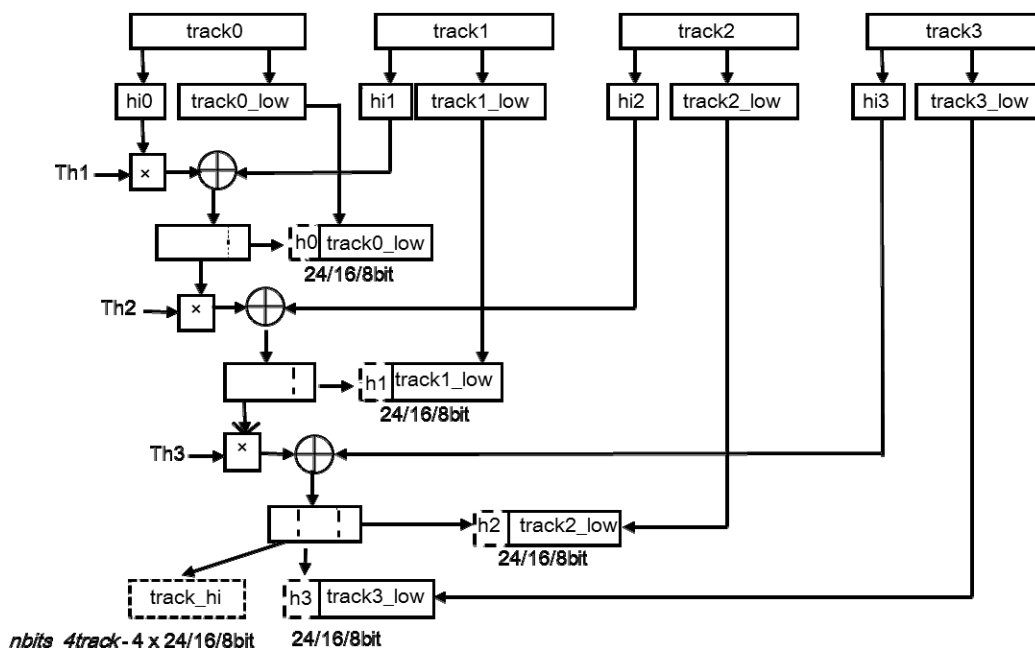 track0
track1
track2
track3
hi0
track0_low
hi1
track1_low
hi2
track2_low
hi3
track3_low
Th1
×
h0
track0_low
24/16/8bit
Th2
×
h1
track1_low
24/16/8bit
Th3
×
h2
track2_low
24/16/8bit
track_hi
h3
track3_low
nbits_4track - 4 x 24/16/8bit
24/16/8bit